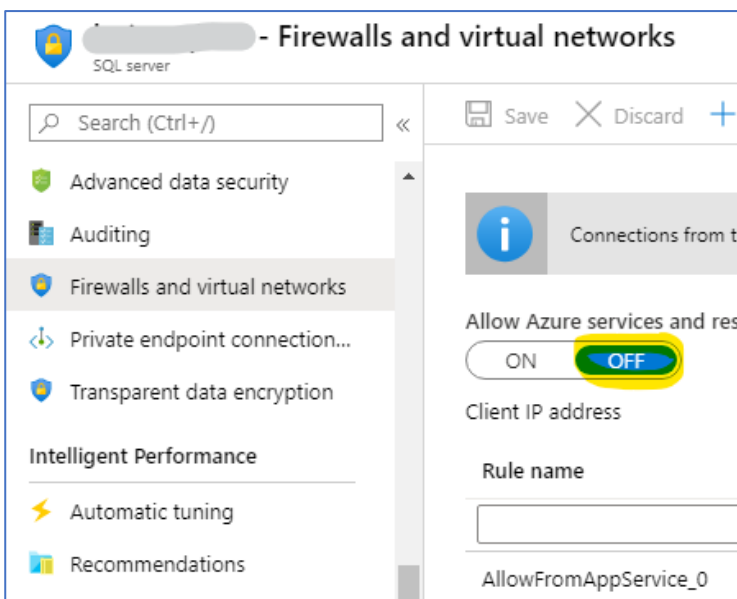 - Firewalls and virtual networks
SQL server
Search (Ctrl+/)
«
Save Discard +
Advanced data security
Auditing
Firewalls and virtual networks
Private endpoint connection...
Transparent data encryption
Intelligent Performance
Automatic tuning
Recommendations
Connections from t
Allow Azure services and res
ON OFF
Client IP address
Rule name
AllowFromAppService_0